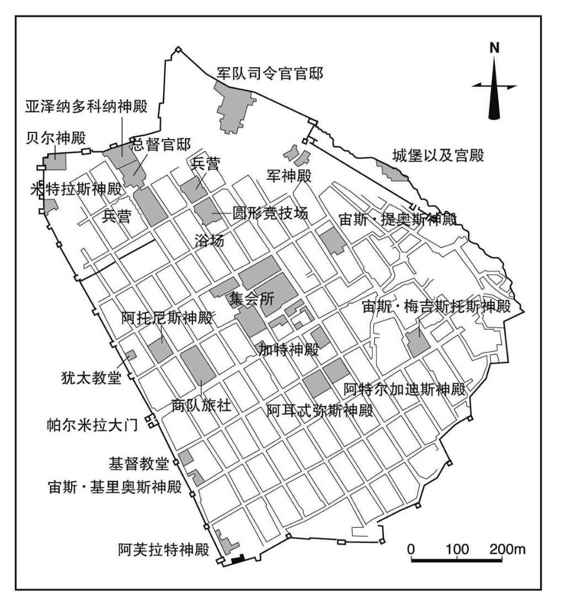 军队司令官官邸
N
亚泽纳多科纳神殿
贝尔神殿
总督官邸
兵营
城堡以及宫殿
军神殿
米特拉斯神殿
兵营
圆形竞技场
宙斯·提奥斯神殿
浴场
集会所
宙斯·梅吉斯托斯神殿
阿托尼斯神殿
加特神殿
犹太教堂
阿特尔加迪斯神殿
商队旅社
阿耳忒弥斯神殿
帕尔米拉大门
基督教堂
宙斯·基里奥斯神殿
阿芙拉特神殿
0 100 200m